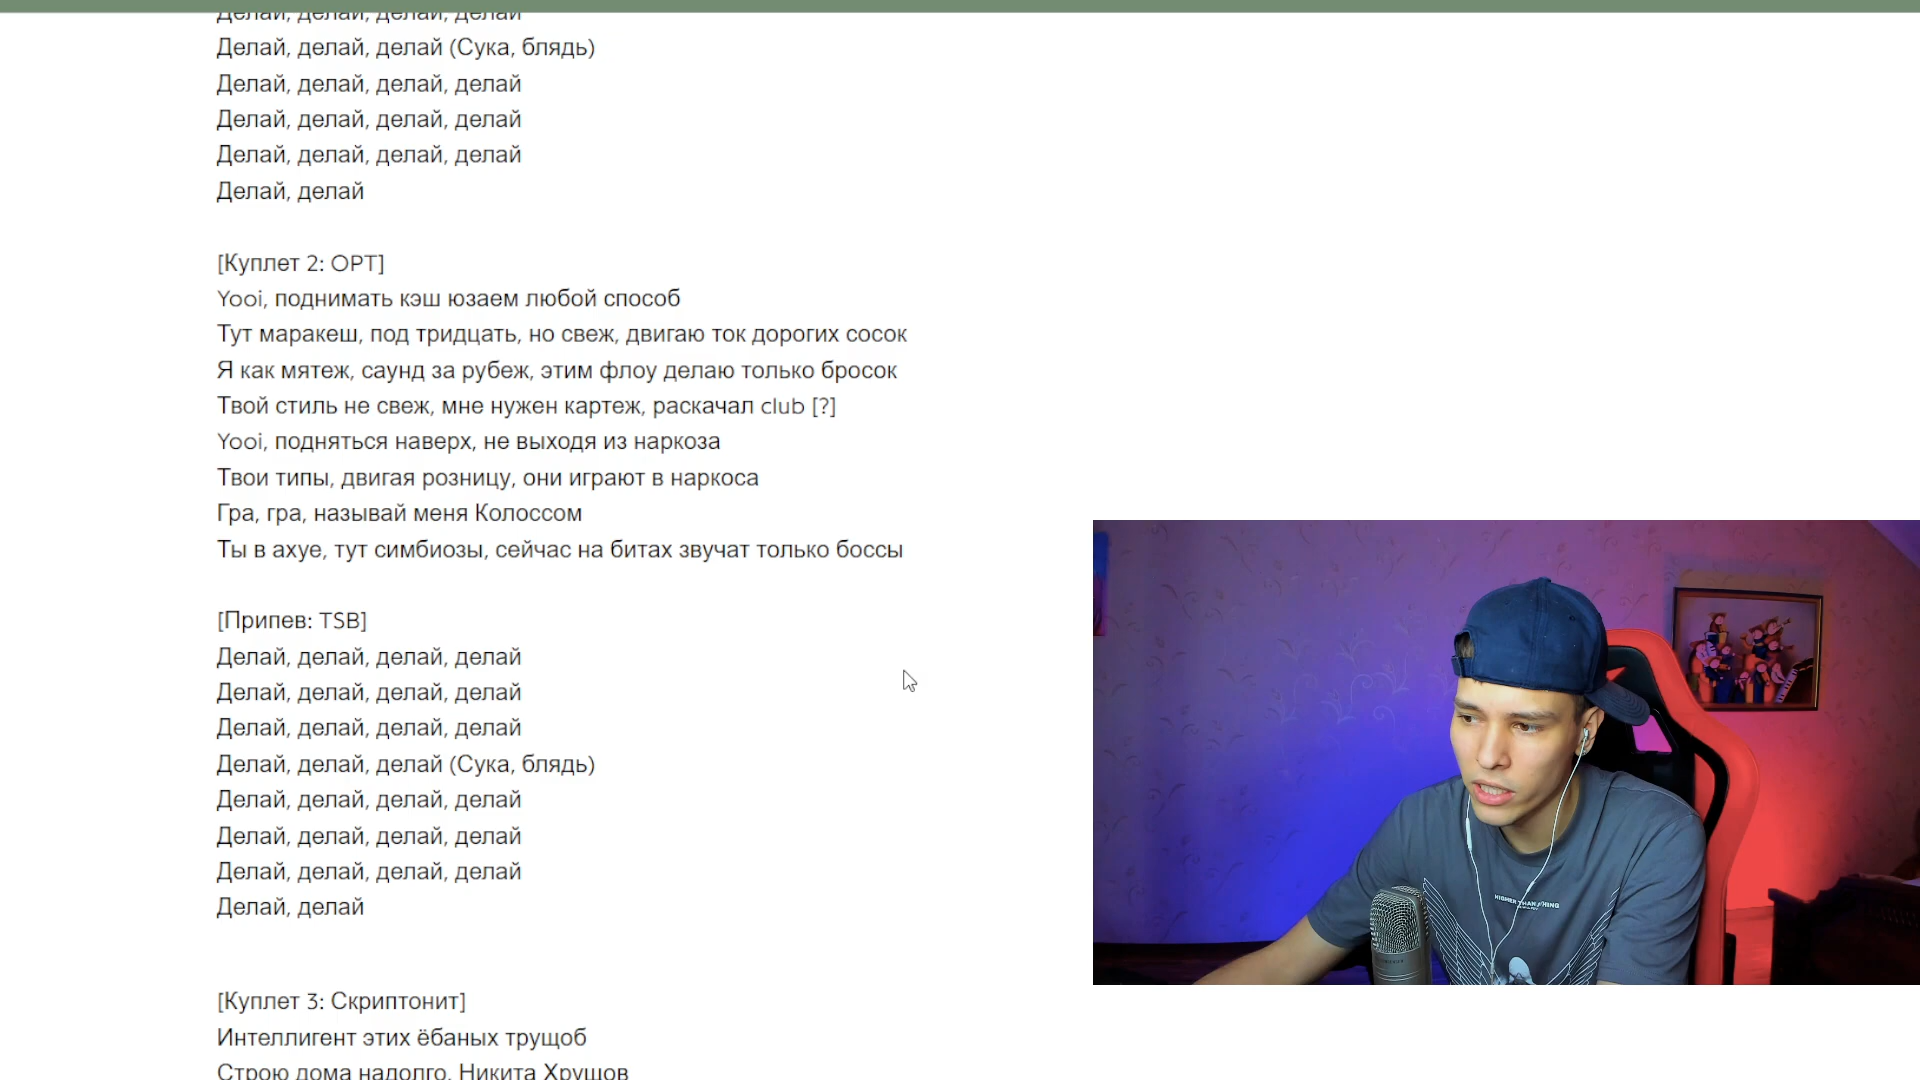 Делай, делай, делай, делай
Делай, делай, делай (Сука, блядь)
Делай, делай, делай, делай
Делай, делай, делай, делай
Делай, делай, делай, делай
Делай, делай
[Куплет 2: OPT]
Yooi, поднимать кэш юзаем любой способ
Тут маракеш, под тридцать, но свеж, двигаю ток дорогих сосок
Я как мятеж, саунд за рубеж, этим флоу делаю только бросок
Твой стиль не свеж, мне нужен картеж, раскачал club [?]
Yooi, подняться наверх, не выходя из наркоза
Твои типы, двигая розницу, они играют в наркоса
Гра, гра, называй меня Колоссом
Ты в ахуе, тут симбиозы, сейчас на битах звучат только боссы
[Припев: TSB]
Делай, делай, делай, делай
Делай, делай, делай, делай
Делай, делай, делай, делай
Делай, делай, делай (Сука, блядь)
Делай, делай, делай, делай
Делай, делай, делай, делай
Делай, делай, делай, делай
Делай, делай
[Куплет 3: Скриптонит]
Интеллигент этих ёбаных трущоб
Строю дома надолго, Никита Хрущов
HIGHER THAN